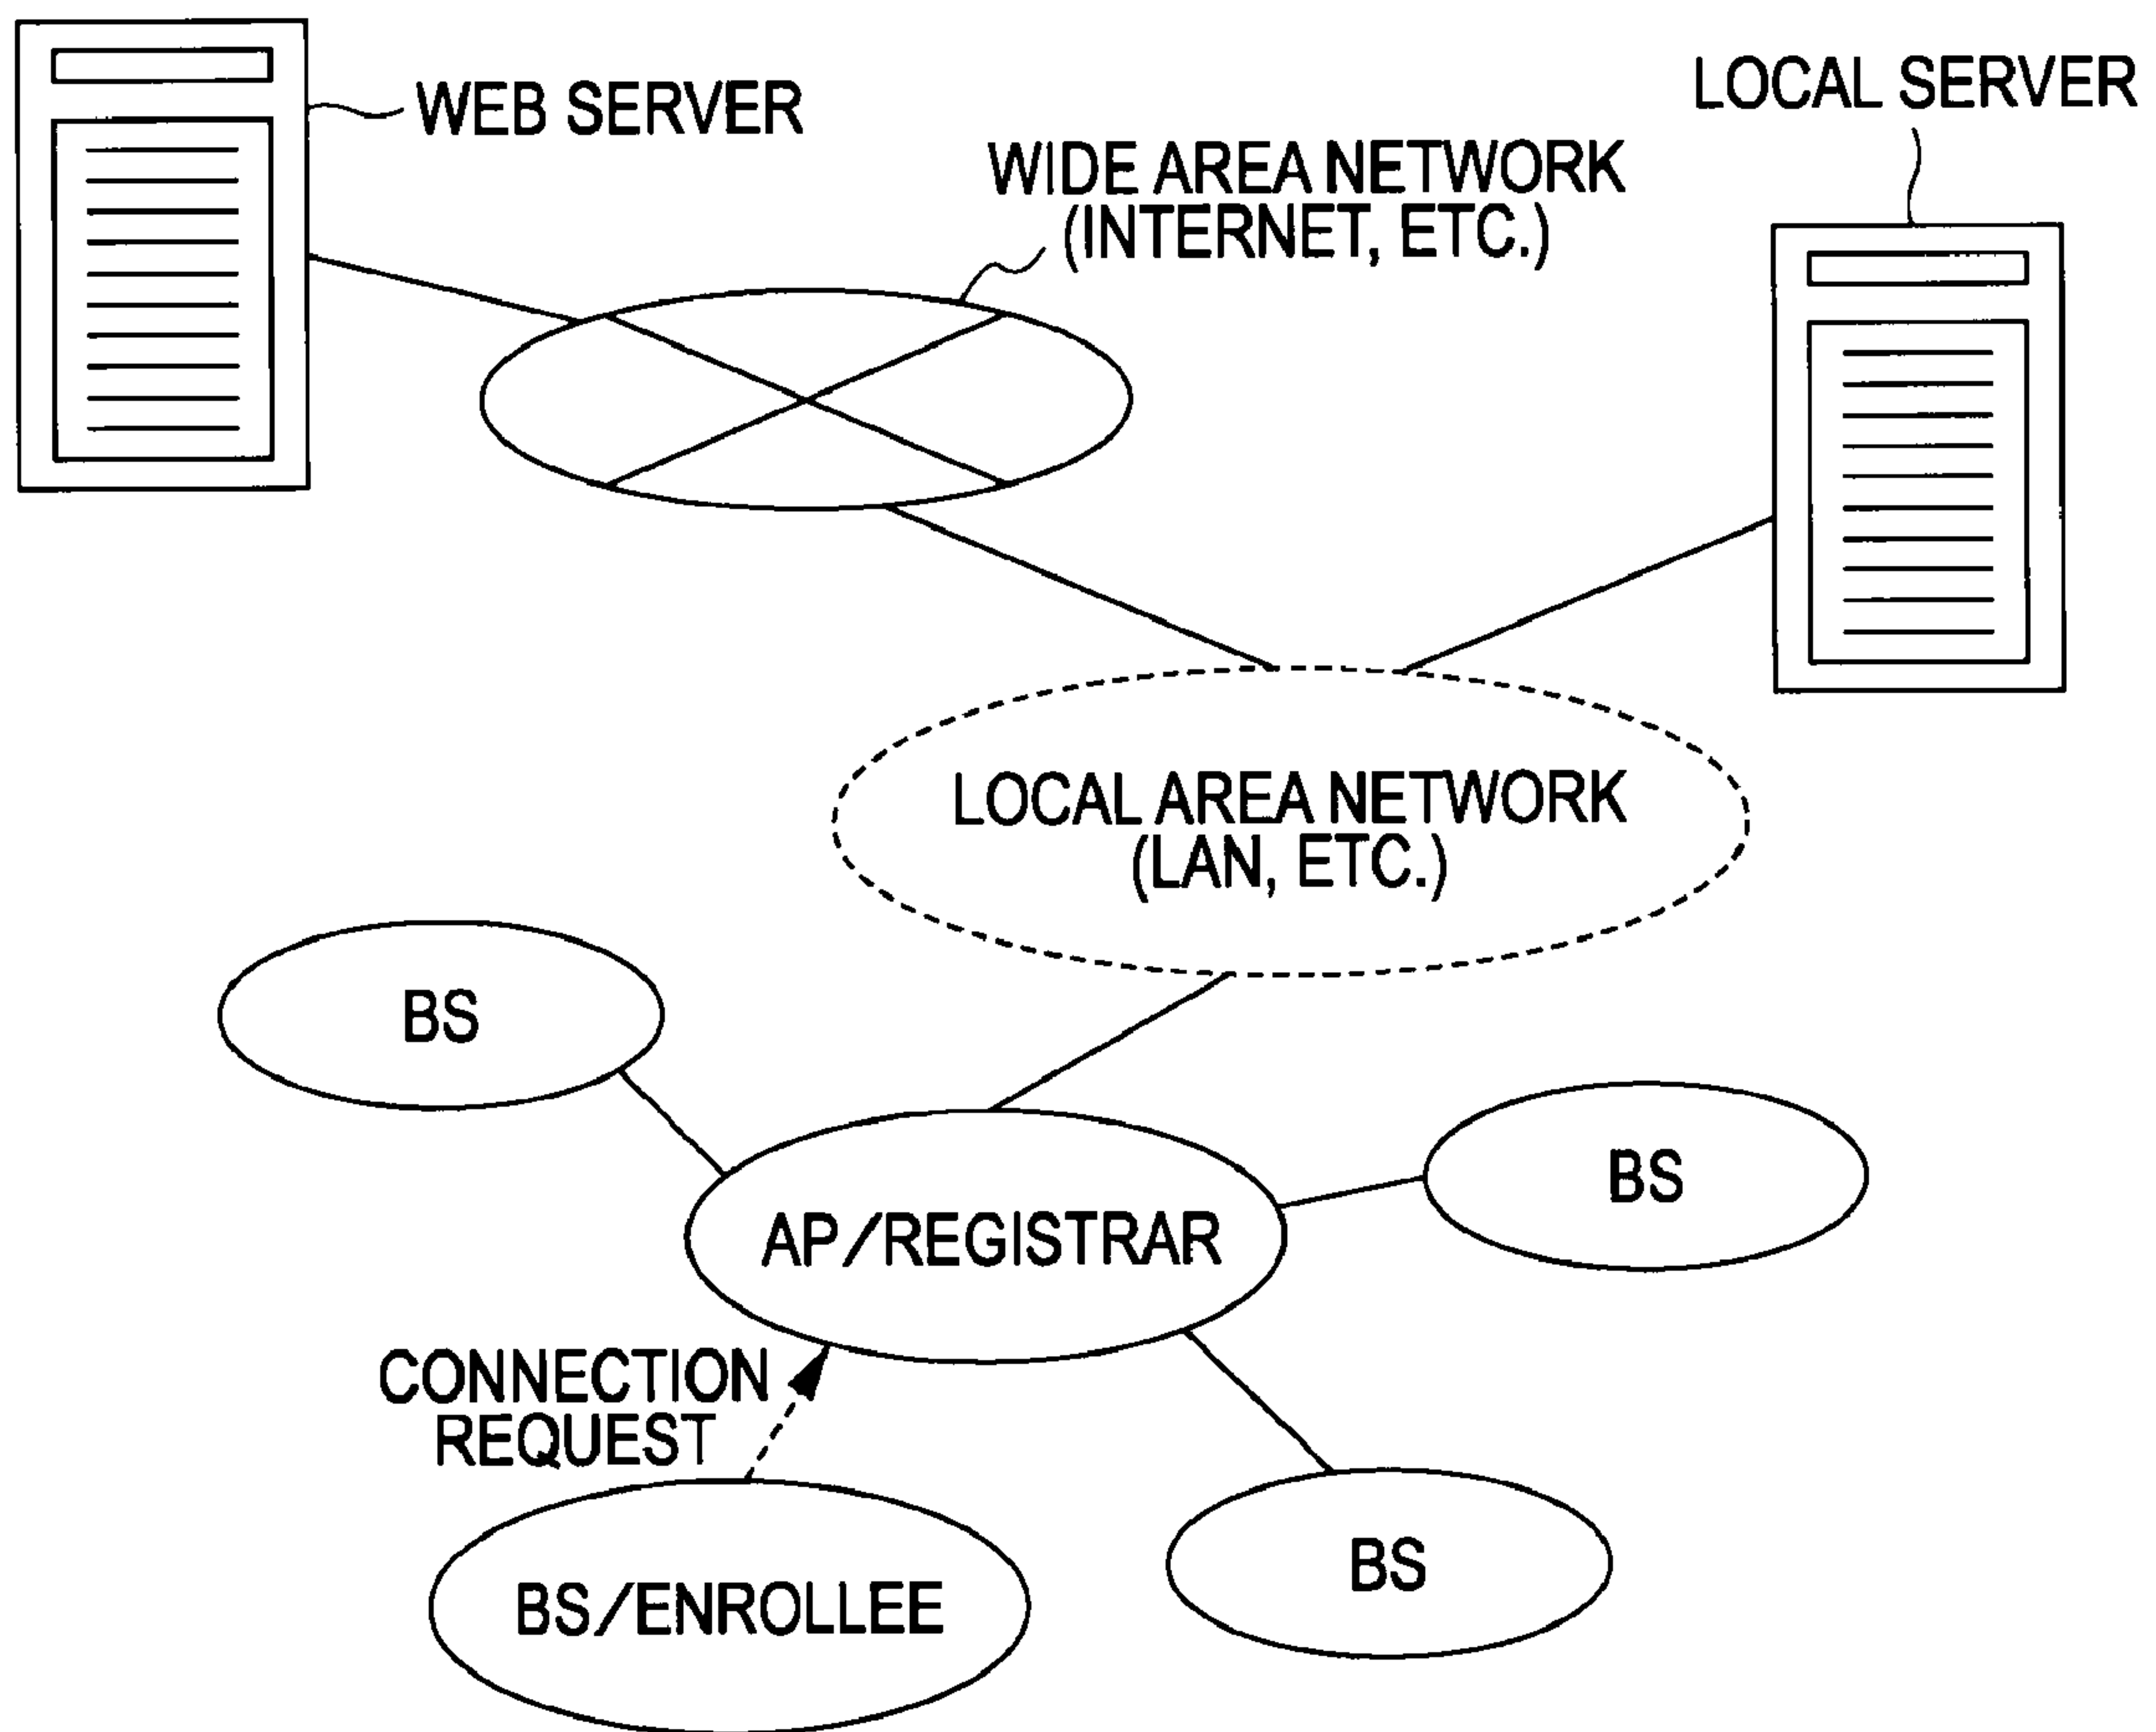 WEB SERVER
LOCAL SERVER
WIDE AREA NETWORK
(INTERNET, ETC.)
LOCAL AREA NETWORK
(LAN, ETC.)
BS
BS
AP/REGISTRAR
CONNECTION
REQUEST
BS
BS/ENROLLEE